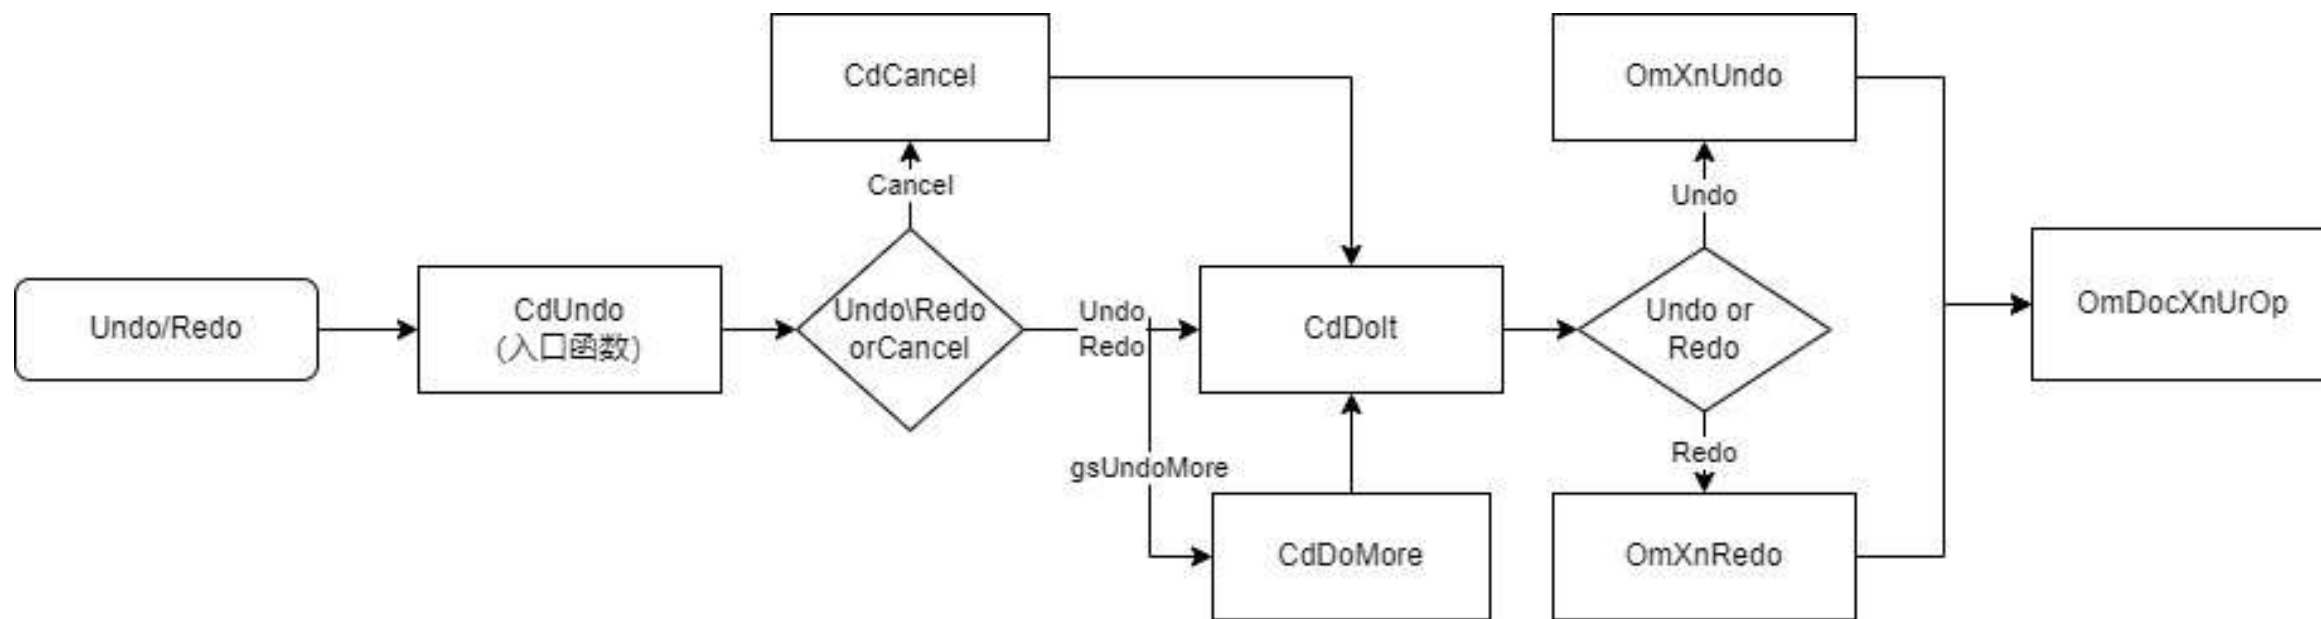 CdCancel
OmXnUndo
Cancel
Undo
Undo/Redo
CdUndo
(入口函数)
Undo\Redo
orCancel
Undo
Redo
CdDoIt
Undo or
Redo
OmDocXnUrOp
gsUndoMore
Redo
CdDoMore
OmXnRedo